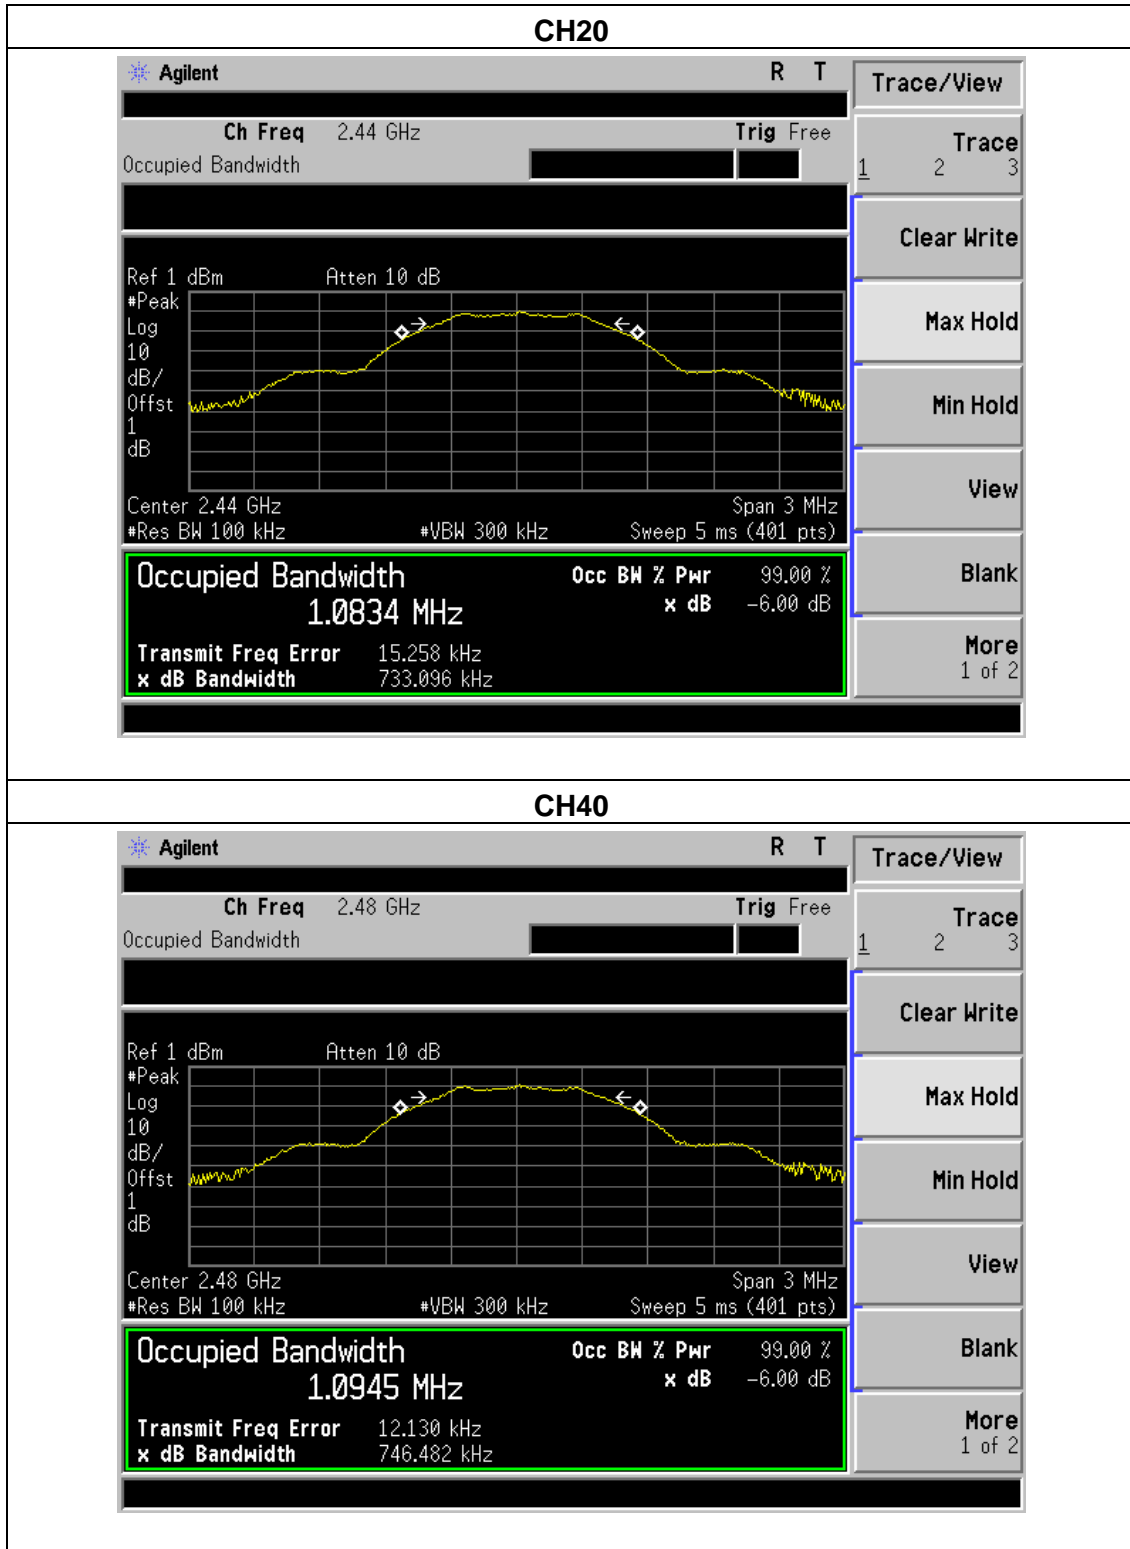 CH20
Agilent R T Trace/View
Ch Freq 2.44 GHz Trig Free
Occupied Bandwidth
Trace
1 2 3
Clear Write
Ref 1 dBm Atten 10 dB
#Peak
Log
10
dB/
Offst
1
dB
Max Hold
Min Hold
View
Center 2.44 GHz Span 3 MHz
#Res BW 100 kHz #VBW 300 kHz Sweep 5 ms (401 pts)
Occupied Bandwidth Occ BW % Pwr 99.00 %
1.0834 MHz x dB -6.00 dB
Blank
Transmit Freq Error 15.258 kHz
x dB Bandwidth 733.096 kHz
More
1 of 2
CH40
Agilent R T Trace/View
Ch Freq 2.48 GHz Trig Free
Occupied Bandwidth
Trace
1 2 3
Clear Write
Ref 1 dBm Atten 10 dB
#Peak
Log
10
dB/
Offst
1
dB
Max Hold
Min Hold
View
Center 2.48 GHz Span 3 MHz
#Res BW 100 kHz #VBW 300 kHz Sweep 5 ms (401 pts)
Occupied Bandwidth Occ BW % Pwr 99.00 %
1.0945 MHz x dB -6.00 dB
Blank
Transmit Freq Error 12.130 kHz
x dB Bandwidth 746.482 kHz
More
1 of 2